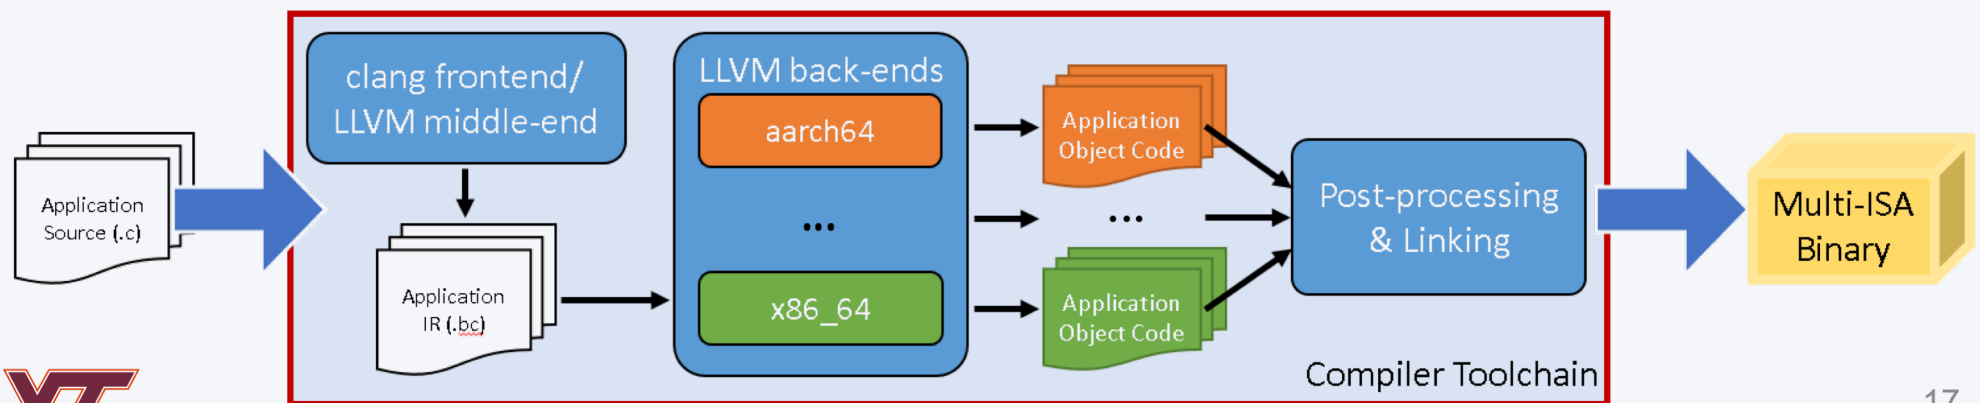 Application
Source (.c)
clang frontend/
LLVM middle-end
Application
IR (.bc)
LLVM back-ends
aarch64
...
x86_64
Application
Object Code
...
Application
Object Code
Post-processing
& Linking
Compiler Toolchain
Multi-ISA
Binary
17